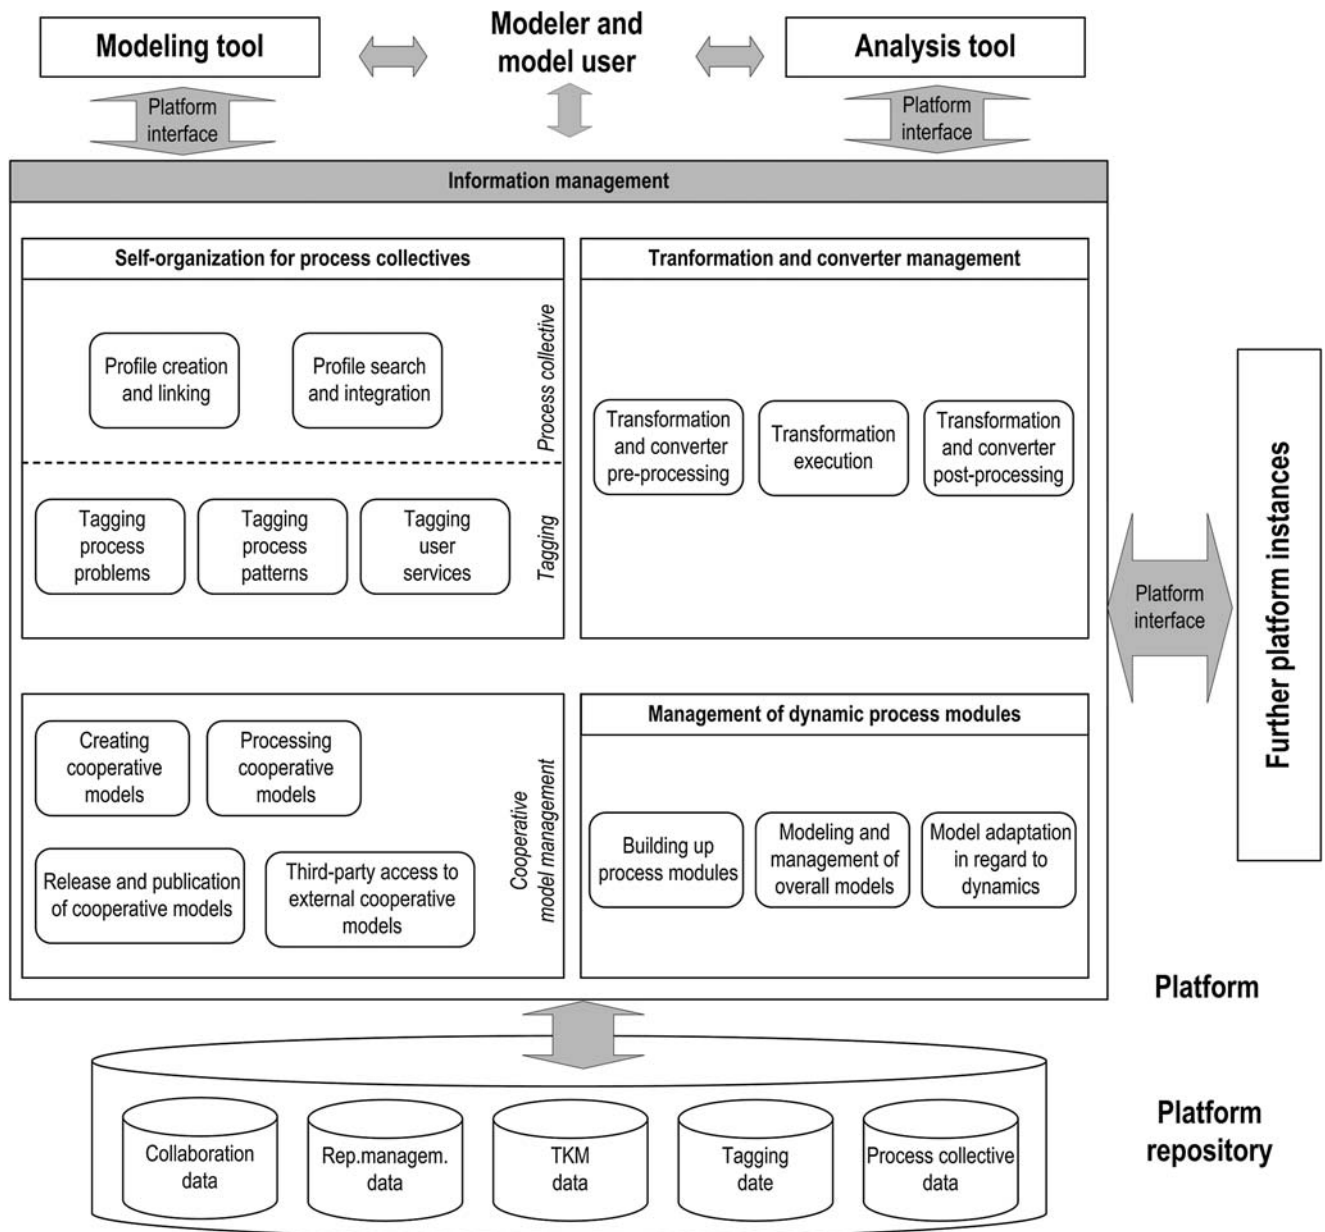 Modeling tool
Modeler and
model user
Analysis tool
Platform
interface
Platform
interface
Information management
Self-organization for process collectives
Process collective
Profile creation
and linking
Profile search
and integration
Tagging
Tagging
process
problems
Tagging
process
patterns
Tagging
user
services
Tranformation and converter management
Transformation
and converter
pre-processing
Transformation
execution
Transformation
and converter
post-processing
Platform
interface
Further platform instances
Creating
cooperative
models
Processing
cooperative
models
Release and publication
of cooperative models
Third-party access to
external cooperative
models
Cooperative
model management
Management of dynamic process modules
Building up
process modules
Modeling and
management of
overall models
Model adaptation
in regard to
dynamics
Platform
Platform
repository
Collaboration
data
Rep.managem.
data
TKM
data
Tagging
date
Process collective
data